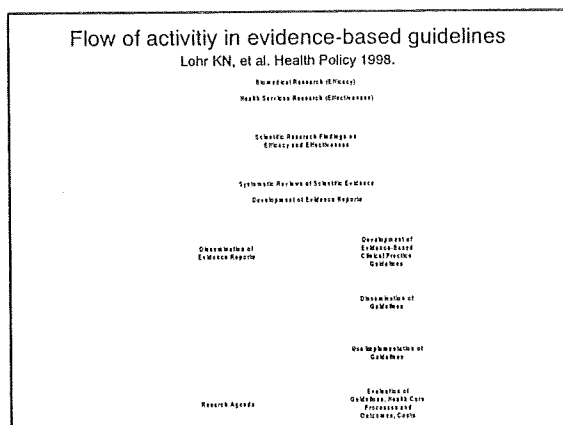 Flow of activitiy in evidence-based guidelines
Lohr KN, et al. Health Policy 1998.
Biomedical Research (Efficacy)
Health Services Research (Effectiveness)
Scientific Research Findings on
Efficacy and Effectiveness
Systematic Reviews of Scientific Evidence
Development of Evidence Reports
Dissemination of
Evidence Reports
Development of
Evidence-Based
Clinical Practice
Guidelines
Dissemination of
Guidelines
Use/Implementation of
Guidelines
Research Agenda
Evaluation of
Guidelines, Health Care
Processes and
Outcomes, Costs